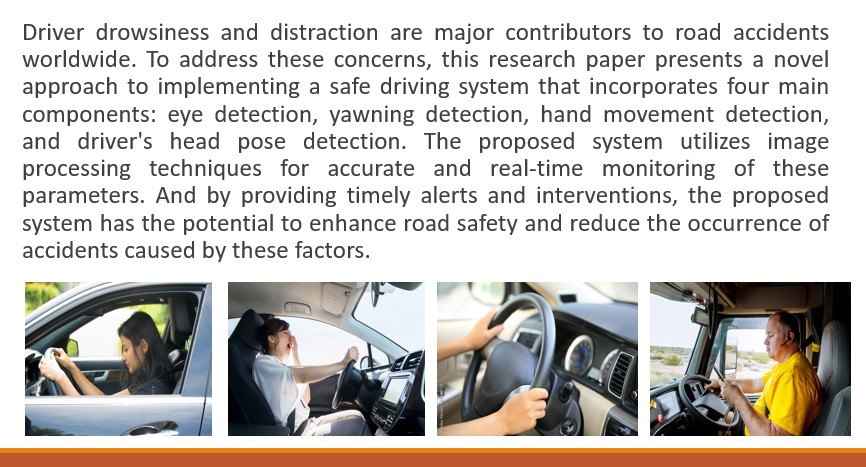 Driver drowsiness and distraction are major contributors to road accidents
worldwide. To address these concerns, this research paper presents a novel
approach to implementing a safe driving system that incorporates four main
components: eye detection, yawning detection, hand movement detection,
and driver's head pose detection. The proposed system utilizes image
processing techniques for accurate and real-time monitoring of these
parameters. And by providing timely alerts and interventions, the proposed
system has the potential to enhance road safety and reduce the occurrence of
accidents caused by these factors.